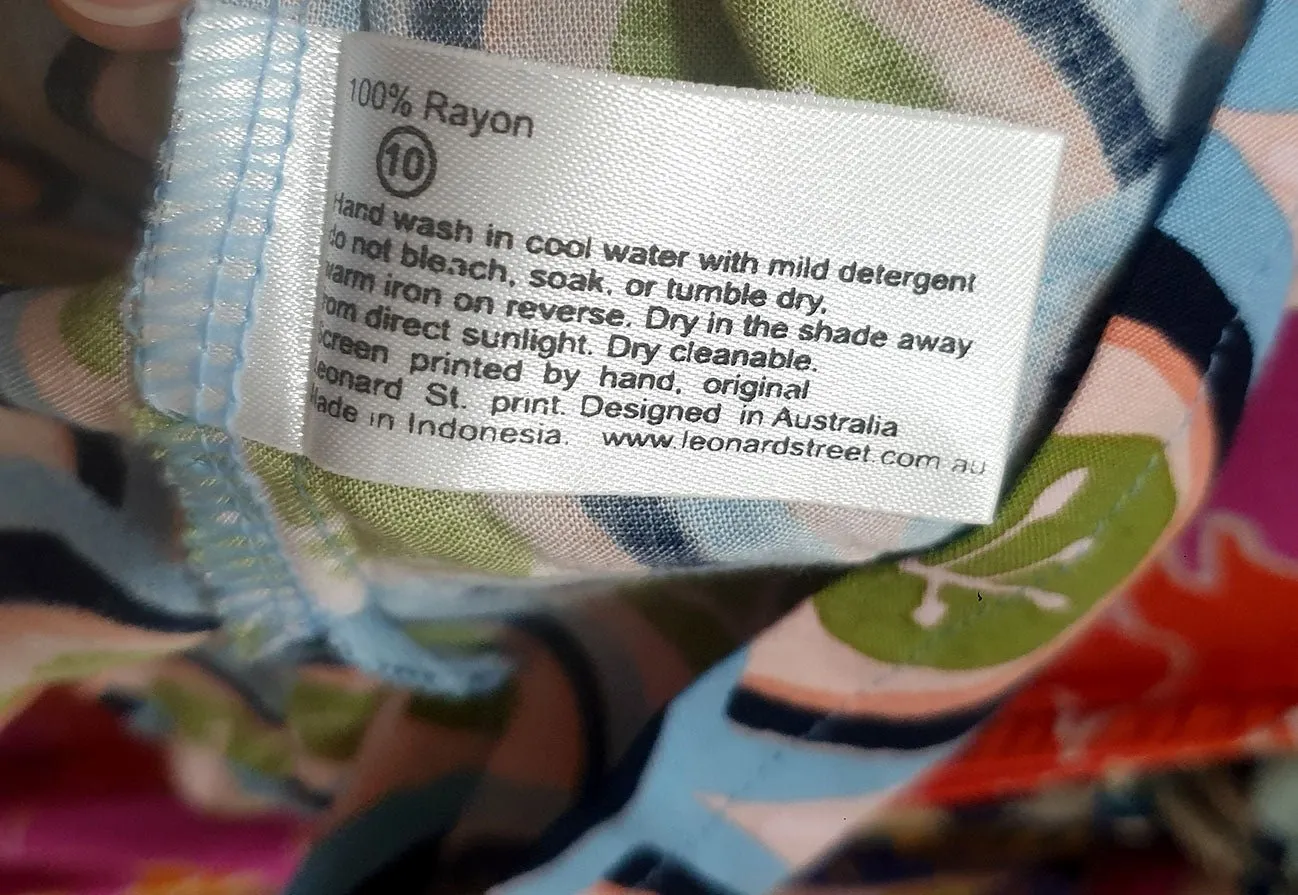 100% Rayon
10
Hand wash in cool water with mild detergent
do not bleach, soak, or tumble dry,
warm iron on reverse. Dry in the shade away
from direct sunlight. Dry cleanable.
Screen printed by hand, original
Leonard St. print. Designed in Australia
Made in Indonesia. www.leonardstreet.com au